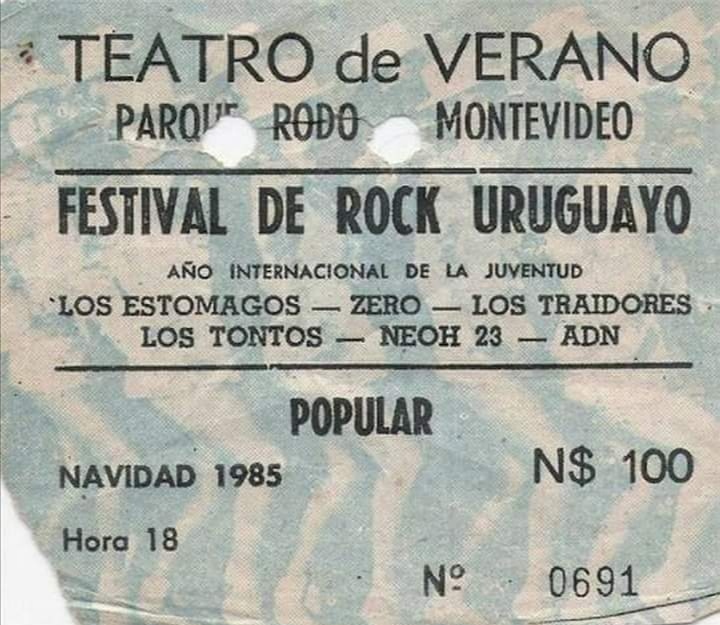 TEATRO de VERANO
PARQUE RODO MONTEVIDEO
FESTIVAL DE ROCK URUGUAYO
AÑO INTERNACIONAL DE LA JUVENTUD
LOS ESTOMAGOS — ZERO — LOS TRAIDORES
LOS TONTOS — NEOH 23 — ADN
POPULAR
NAVIDAD 1985
N$ 100
Hora 18
Nº 0691